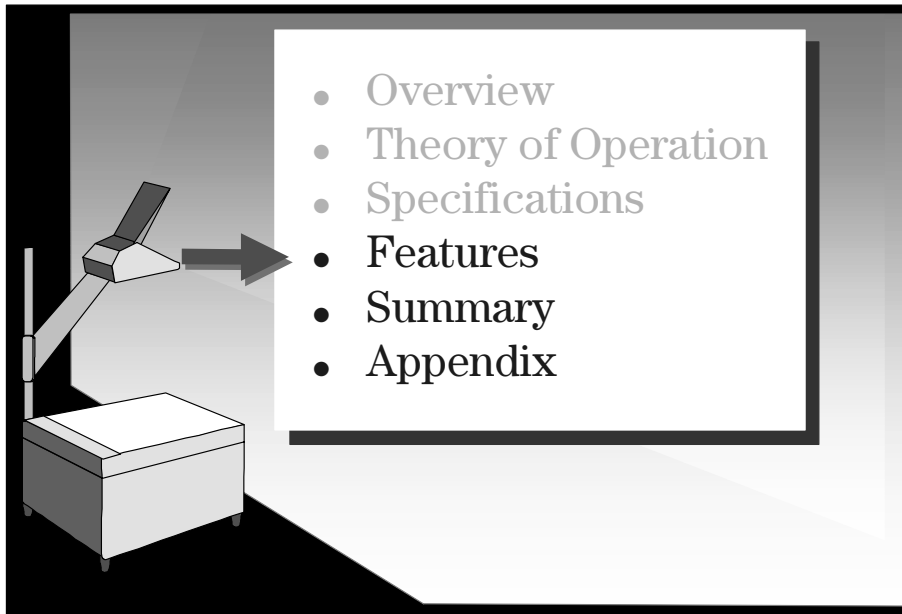 • Overview
• Theory of Operation
• Specifications
• Features
• Summary
• Appendix